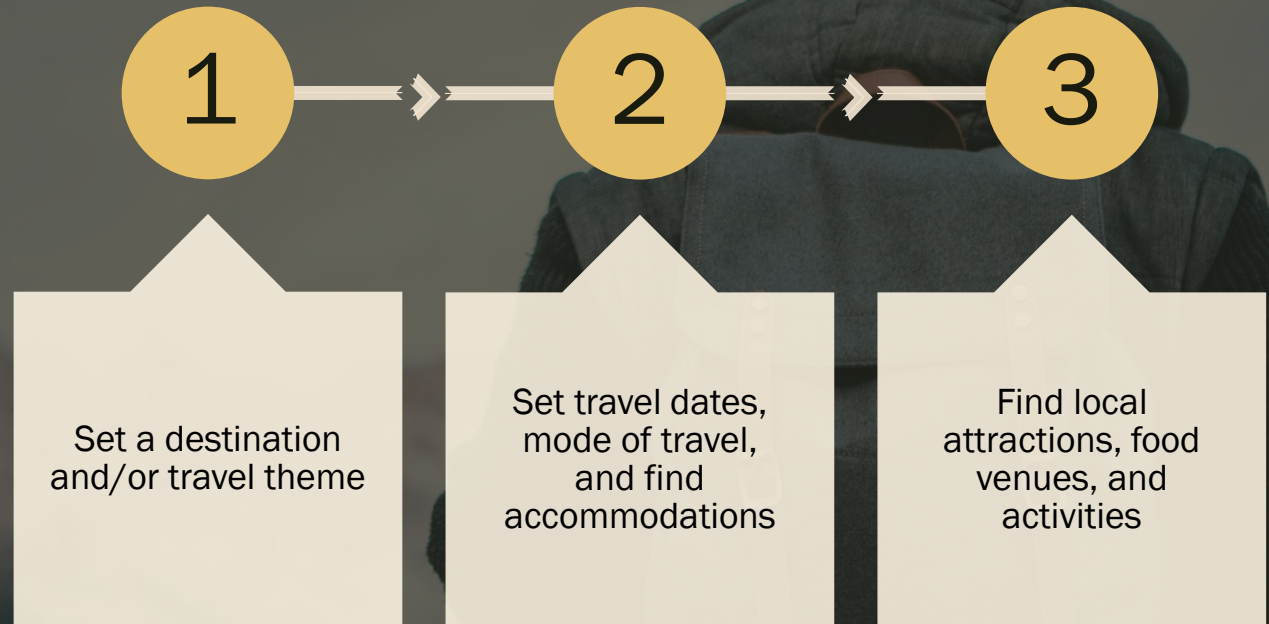 1
2
3
Set a destination
and/or travel theme
Set travel dates,
mode of travel,
and find
accommodations
Find local
attractions, food
venues, and
activities